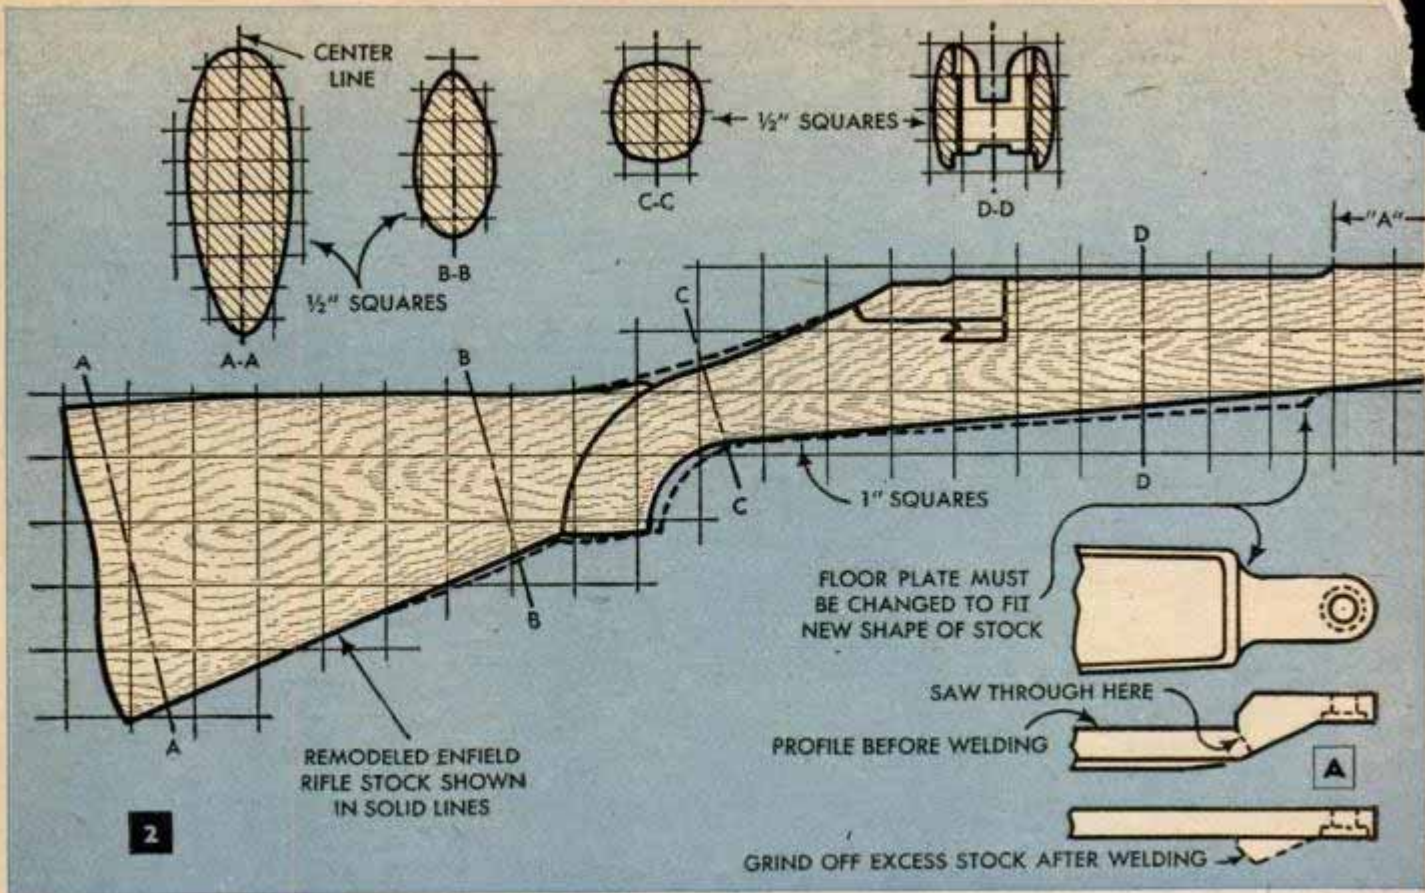 CENTER
LINE
½" SQUARES
A-A
B-B
C-C
½" SQUARES
D-D
"A"
D
C
A
B
C
1" SQUARES
D
B
A
FLOOR PLATE MUST
BE CHANGED TO FIT
NEW SHAPE OF STOCK
SAW THROUGH HERE
PROFILE BEFORE WELDING
A
REMODELED ENFIELD
RIFLE STOCK SHOWN
IN SOLID LINES
2
GRIND OFF EXCESS STOCK AFTER WELDING